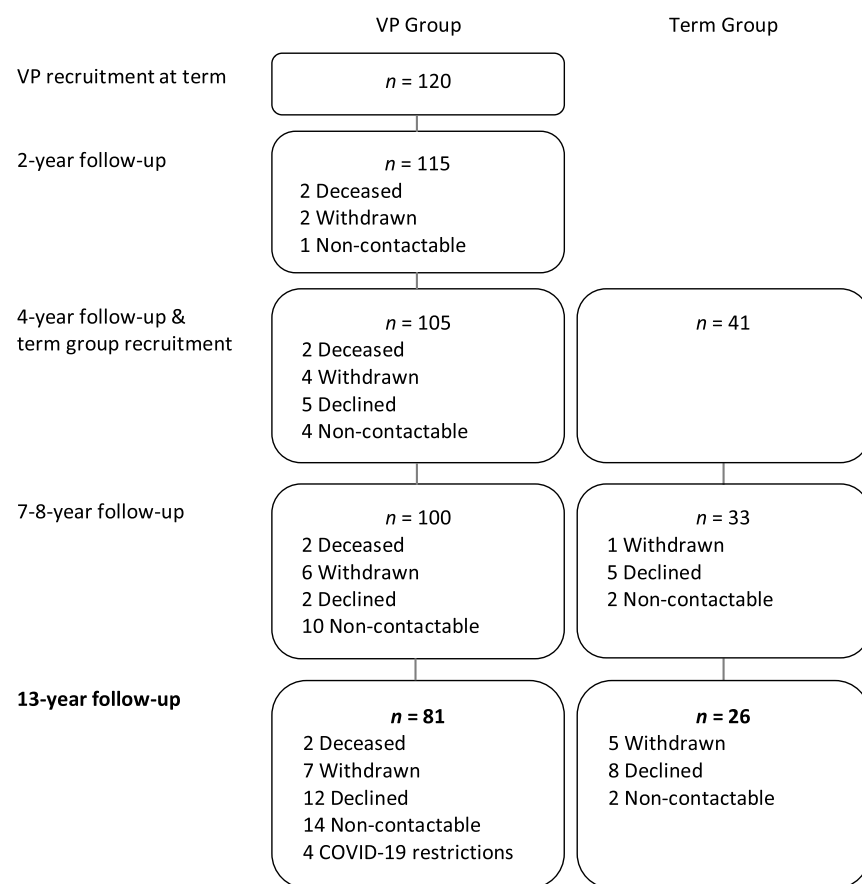 VP Group
Term Group
VP recruitment at term
n = 120
2-year follow-up
n = 115
2 Deceased
2 Withdrawn
1 Non-contactable
4-year follow-up &
term group recruitment
n = 105
2 Deceased
4 Withdrawn
5 Declined
4 Non-contactable
n = 41
7-8-year follow-up
n = 100
2 Deceased
6 Withdrawn
2 Declined
10 Non-contactable
n = 33
1 Withdrawn
5 Declined
2 Non-contactable
13-year follow-up
n = 81
2 Deceased
7 Withdrawn
12 Declined
14 Non-contactable
4 COVID-19 restrictions
n = 26
5 Withdrawn
8 Declined
2 Non-contactable